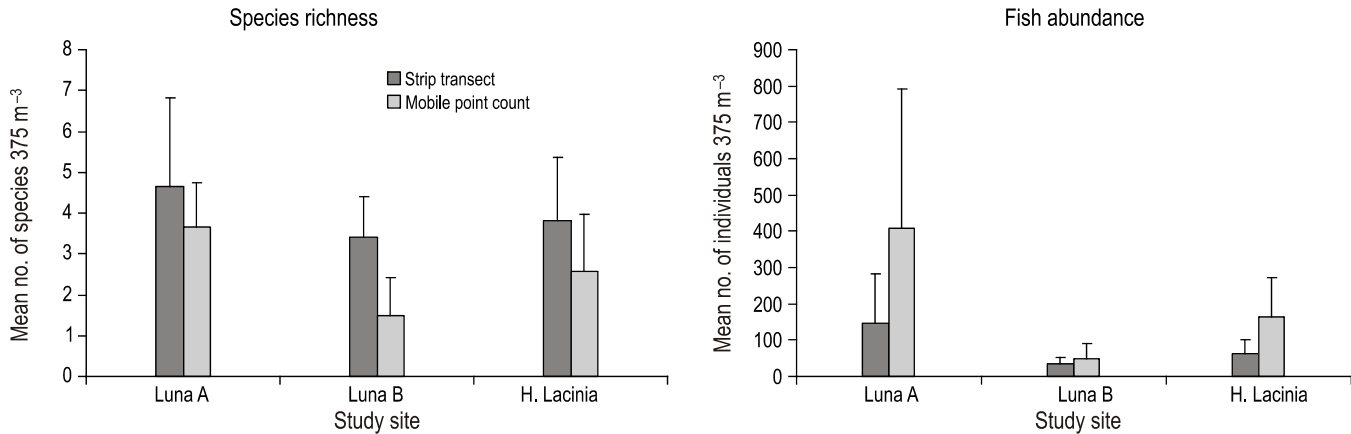 Species richness
Mean no. of species 375 m⁻³
8
7
6
5
4
3
2
1
0
Strip transect
Mobile point count
Luna A
Luna B
H. Lacinia
Study site
Fish abundance
Mean no. of individuals 375 m⁻³
900
800
700
600
500
400
300
200
100
0
Luna A
Luna B
H. Lacinia
Study site